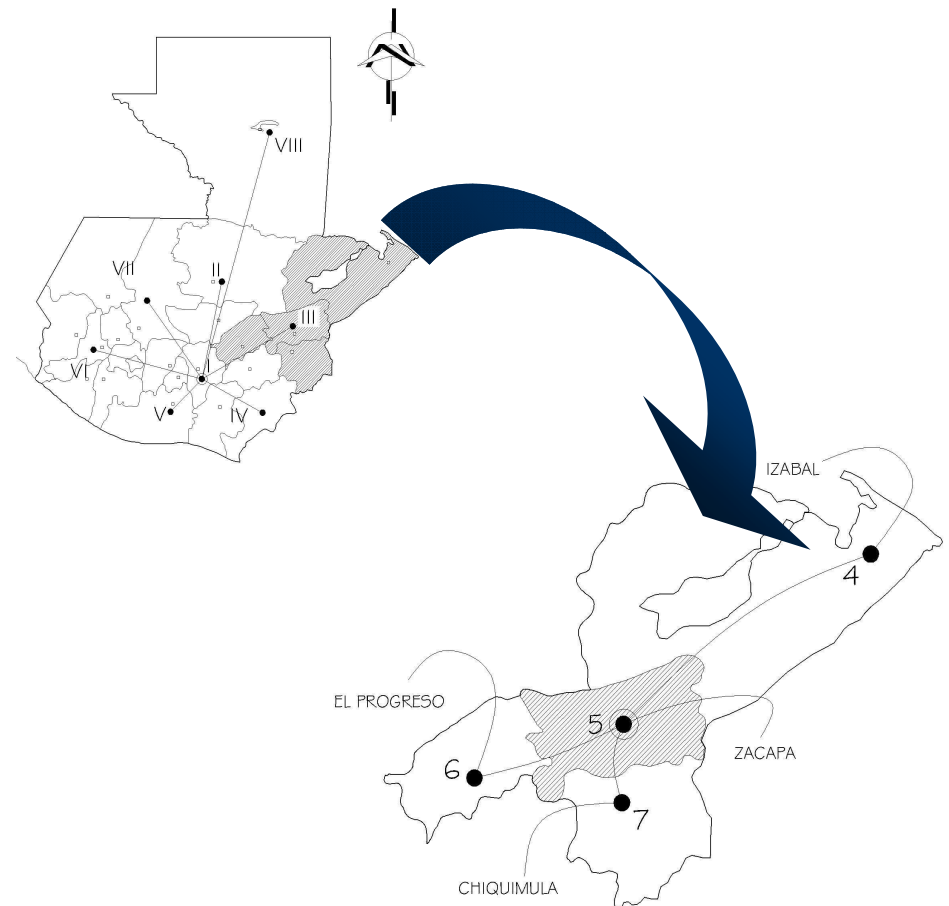 VIII
VII
II
III
VI
I
V
IV
IZABAL
4
EL PROGRESO
5
ZACAPA
6
7
CHIQUIMULA